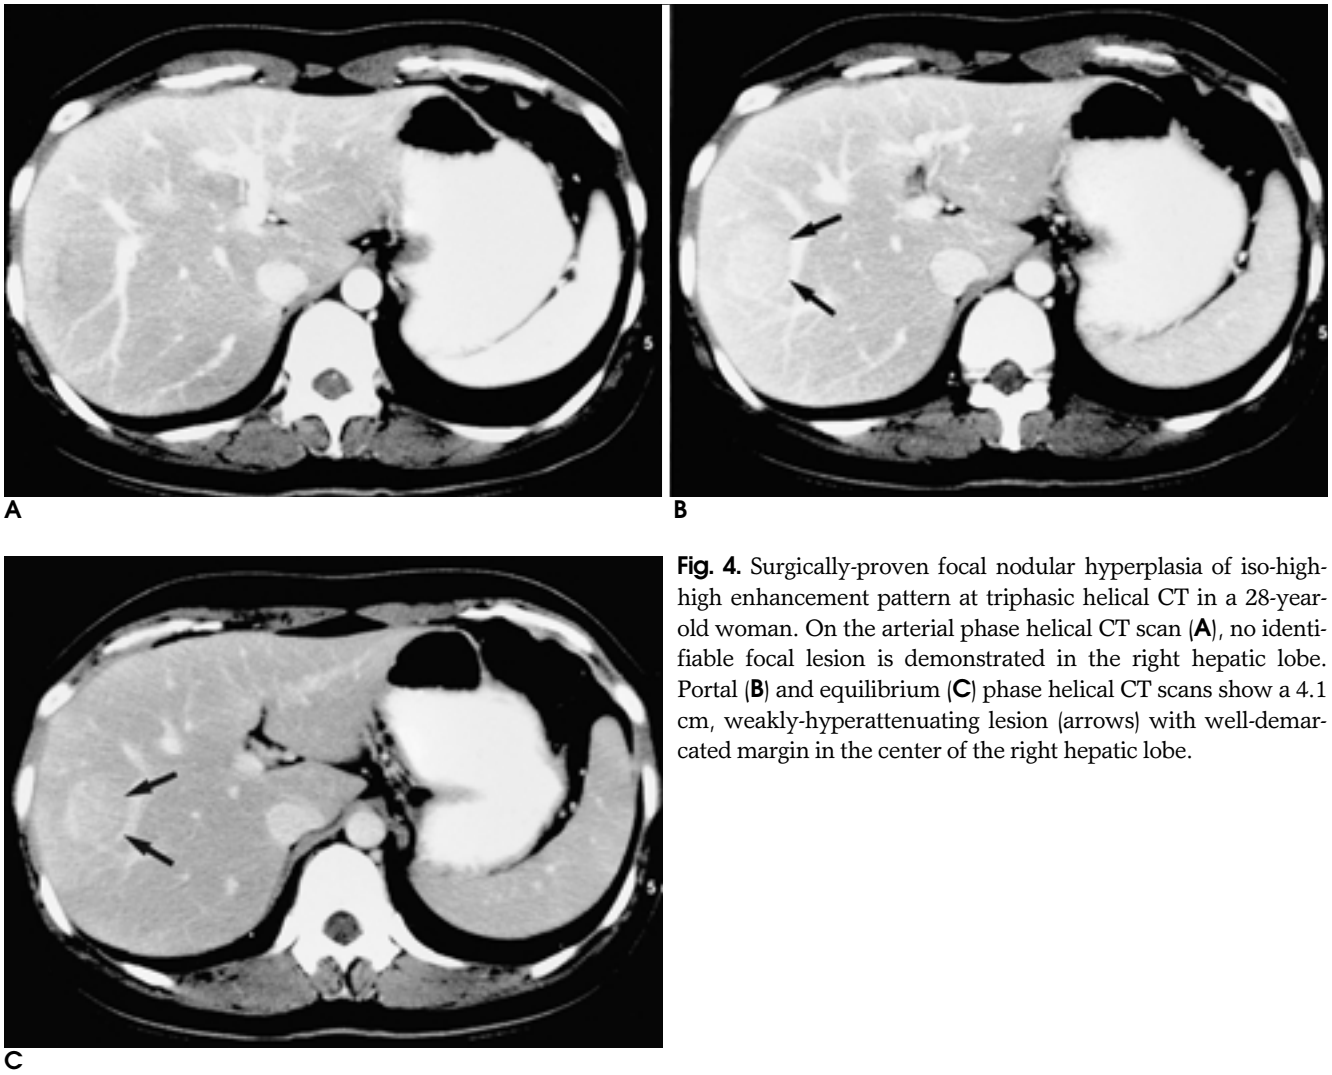 5
5
A
B
Fig. 4. Surgically-proven focal nodular hyperplasia of iso-high-
high enhancement pattern at triphasic helical CT in a 28-year-
old woman. On the arterial phase helical CT scan (A), no identi-
fiable focal lesion is demonstrated in the right hepatic lobe.
Portal (B) and equilibrium (C) phase helical CT scans show a 4.1
cm, weakly-hyperattenuating lesion (arrows) with well-demar-
cated margin in the center of the right hepatic lobe.
5
C